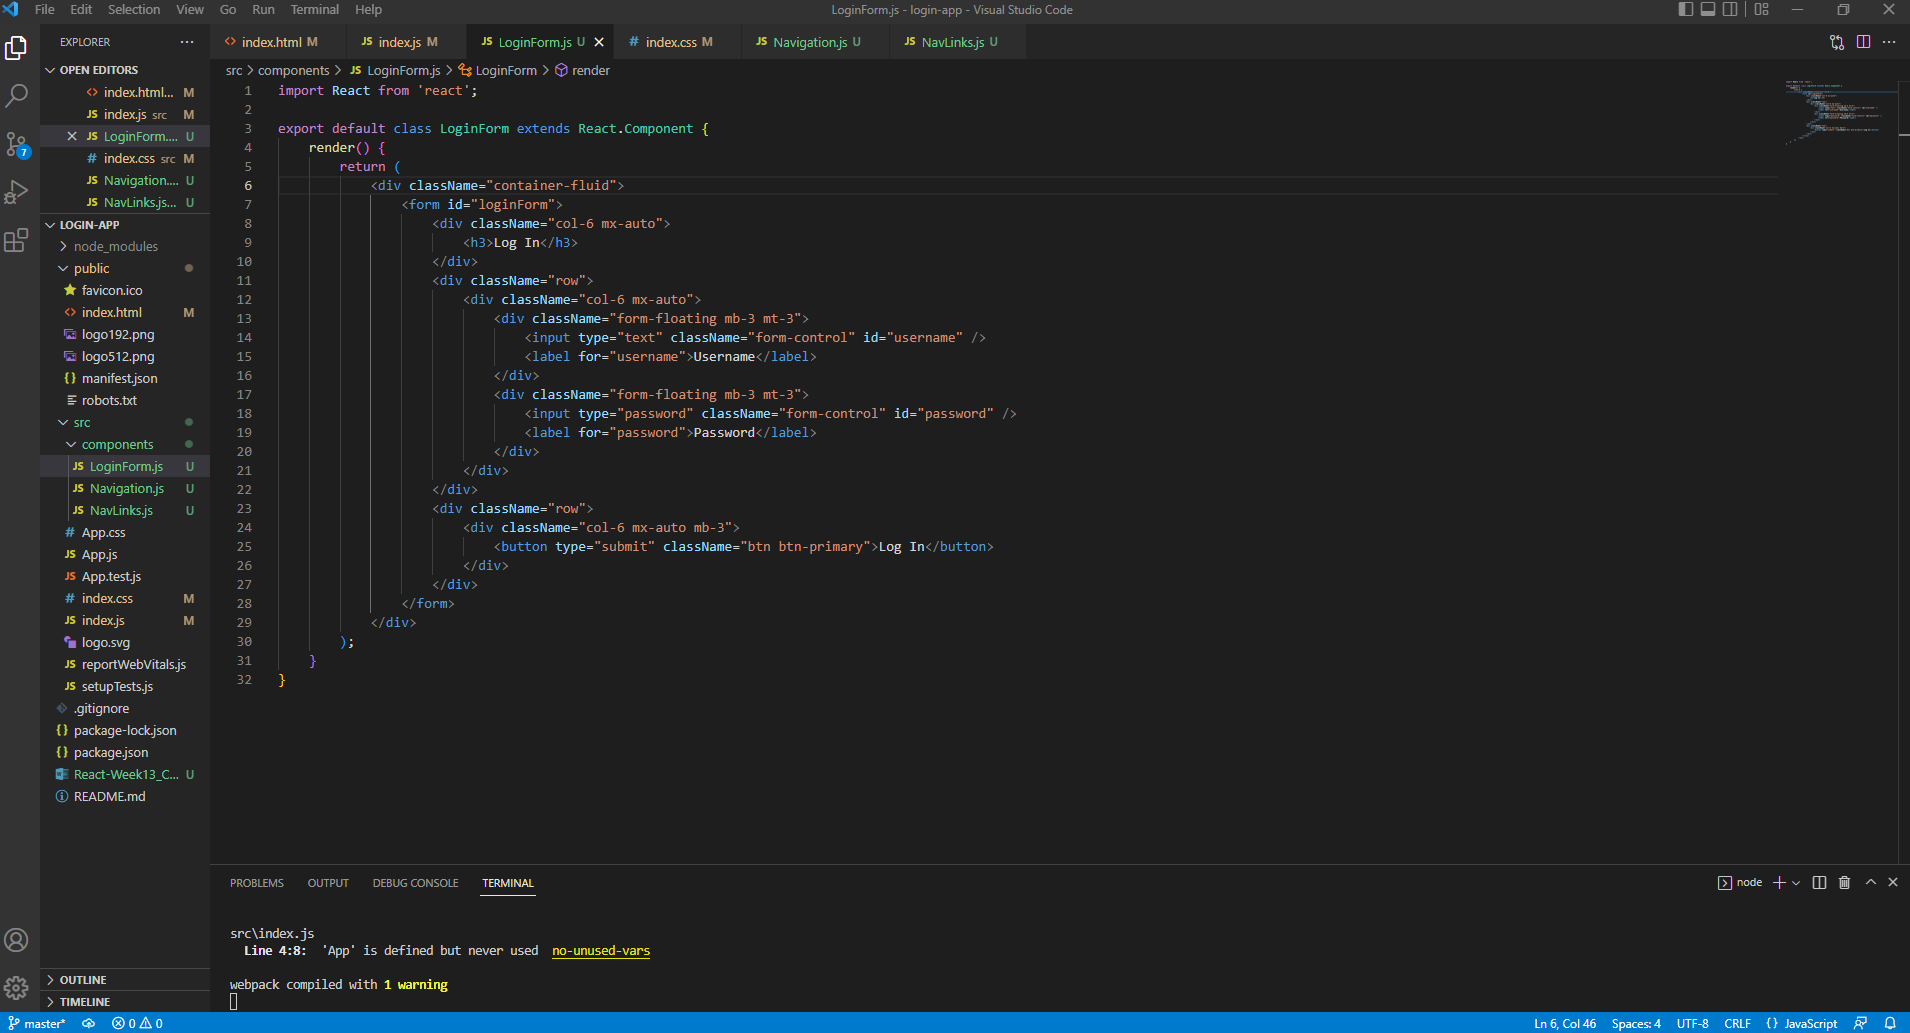 File Edit Selection View Go Run Terminal Help
LoginForm.js - login-app - Visual Studio Code
EXPLORER
OPEN EDITORS
index.html... M
index.js src M
LoginForm.... U
index.css src M
Navigation.... U
NavLinks.js... U
LOGIN-APP
node_modules
public
favicon.ico
index.html M
logo192.png
logo512.png
manifest.json
robots.txt
src
components
LoginForm.js U
Navigation.js U
NavLinks.js U
App.css
App.js
App.test.js
index.css M
index.js M
logo.svg
reportWebVitals.js
setupTests.js
.gitignore
package-lock.json
package.json
React-Week13_C... U
README.md
OUTLINE
TIMELINE
7
index.html M
JS index.js M
JS LoginForm.js U
# index.css M
JS Navigation.js U
JS NavLinks.js U
src > components > JS LoginForm.js > LoginForm > render
1 import React from 'react';
2
3 export default class LoginForm extends React.Component {
4 render() {
5 return (
6 <div className="container-fluid">
7 <form id="loginForm">
8 <div className="col-6 mx-auto">
9 <h3>Log In</h3>
10 </div>
11 <div className="row">
12 <div className="col-6 mx-auto">
13 <div className="form-floating mb-3 mt-3">
14 <input type="text" className="form-control" id="username" />
15 <label for="username">Username</label>
16 </div>
17 <div className="form-floating mb-3 mt-3">
18 <input type="password" className="form-control" id="password" />
19 <label for="password">Password</label>
20 </div>
21 </div>
22 </div>
23 <div className="row">
24 <div className="col-6 mx-auto mb-3">
25 <button type="submit" className="btn btn-primary">Log In</button>
26 </div>
27 </div>
28 </form>
29 </div>
30 );
31 }
32 }
PROBLEMS OUTPUT DEBUG CONSOLE TERMINAL
node
src\index.js
Line 4:8: 'App' is defined but never used no-unused-vars
webpack compiled with 1 warning
master* 0 0
Ln 6, Col 46 Spaces: 4 UTF-8 CRLF {} JavaScript